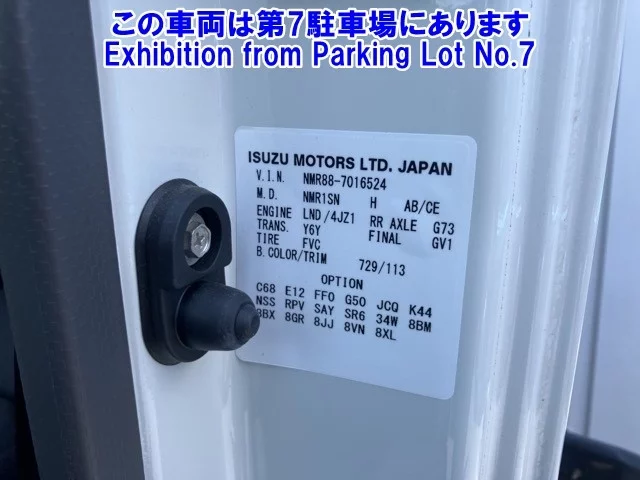 この車両は第7駐車場にあります
Exhibition from Parking Lot No.7
ISUZU MOTORS LTD. JAPAN
V.I.N. NMR88-7016524
M.D. NMR1SN H AB/CE
ENGINE LND/4JZ1 RR AXLE G73
TRANS. Y6Y FINAL GV1
TIRE FVC
B.COLOR/TRIM 729/113
OPTION
C68 E12 FF0 G50 JCQ K44
NSS RPV SAY SR6 34W 8BM
8BX 8GR 8JJ 8VN 8XL